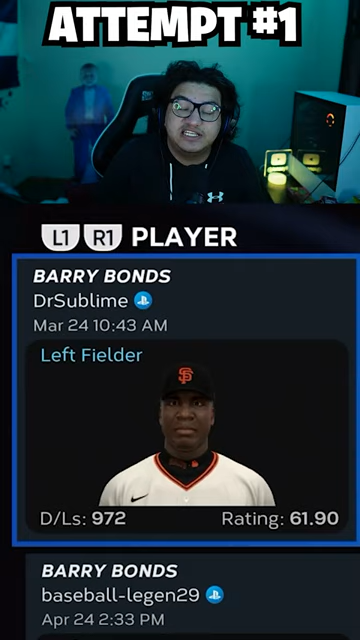 ATTEMPT #1
L1 R1 PLAYER
BARRY BONDS
DrSublime
Mar 24 10:43 AM
Left Fielder
SF
D/Ls: 972 Rating: 61.90
BARRY BONDS
baseball-legen29
Apr 24 2:33 PM